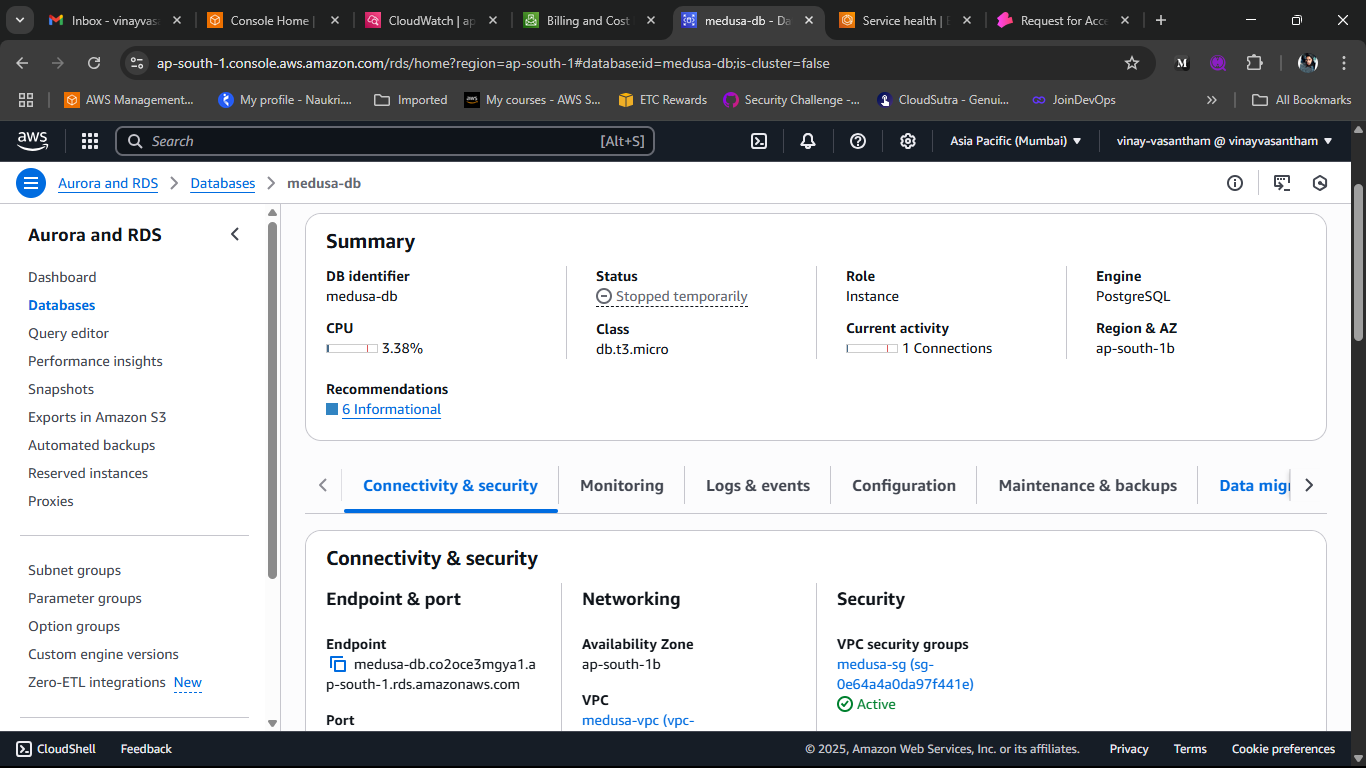 Inbox - vinayvas
Console Home |
CloudWatch | ap
Billing and Cost
medusa-db - Da
Service health | E
Request for Acce
ap-south-1.console.aws.amazon.com/rds/home?region=ap-south-1#database:id=medusa-db;is-cluster=false
AWS Management...
My profile - Naukri....
Imported
My courses - AWS S...
ETC Rewards
Security Challenge -...
CloudSutra - Genui...
JoinDevOps
All Bookmarks
aws
Search
[Alt+S]
Asia Pacific (Mumbai)
vinay-vasantham @ vinayvasantham
Aurora and RDS
Databases
medusa-db
Aurora and RDS
Dashboard
Databases
Query editor
Performance insights
Snapshots
Exports in Amazon S3
Automated backups
Reserved instances
Proxies
Subnet groups
Parameter groups
Option groups
Custom engine versions
Zero-ETL integrations New
Summary
DB identifier
medusa-db
Status
Stopped temporarily
Role
Instance
Engine
PostgreSQL
CPU
3.38%
Class
db.t3.micro
Current activity
1 Connections
Region & AZ
ap-south-1b
Recommendations
6 Informational
Connectivity & security
Monitoring
Logs & events
Configuration
Maintenance & backups
Data migr
Connectivity & security
Endpoint & port
Endpoint
medusa-db.co2oce3mgya1.a
p-south-1.rds.amazonaws.com
Port
Networking
Availability Zone
ap-south-1b
VPC
medusa-vpc (vpc-
Security
VPC security groups
medusa-sg (sg-
0e64a4a0da97f441e)
Active
CloudShell
Feedback
© 2025, Amazon Web Services, Inc. or its affiliates.
Privacy
Terms
Cookie preferences